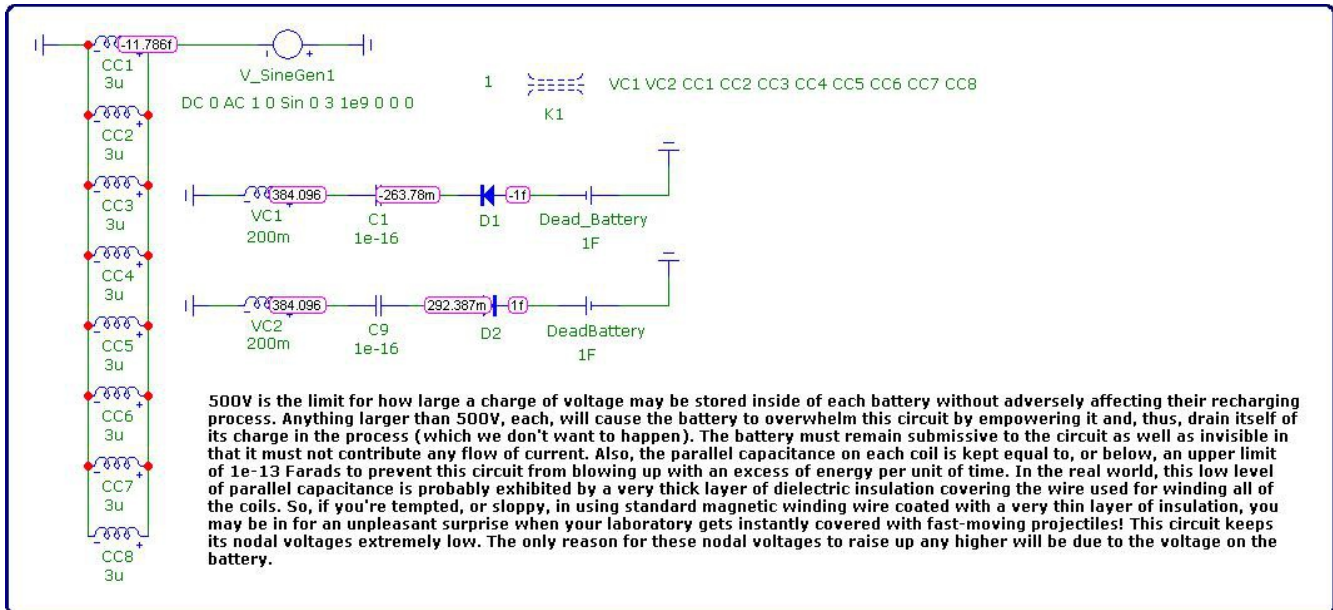 -11.786f
CC1
3u
V_SineGen1
DC 0 AC 1 0 Sin 0 3 1e9 0 0 0
1
K1
VC1 VC2 CC1 CC2 CC3 CC4 CC5 CC6 CC7 CC8
CC2
3u
CC3
3u
384.096
-263.78m
-1f
VC1
200m
C1
1e-16
D1
Dead_Battery
1F
CC4
3u
384.096
292.387m
1f
VC2
200m
C9
1e-16
D2
DeadBattery
1F
CC5
3u
CC6
3u
CC7
3u
CC8
3u
500V is the limit for how large a charge of voltage may be stored inside of each battery without adversely affecting their recharging
process. Anything larger than 500V, each, will cause the battery to overwhelm this circuit by empowering it and, thus, drain itself of
its charge in the process (which we don't want to happen). The battery must remain submissive to the circuit as well as invisible in
that it must not contribute any flow of current. Also, the parallel capacitance on each coil is kept equal to, or below, an upper limit
of 1e-13 Farads to prevent this circuit from blowing up with an excess of energy per unit of time. In the real world, this low level
of parallel capacitance is probably exhibited by a very thick layer of dielectric insulation covering the wire used for winding all of
the coils. So, if you're tempted, or sloppy, in using standard magnetic winding wire coated with a very thin layer of insulation, you
may be in for an unpleasant surprise when your laboratory gets instantly covered with fast-moving projectiles! This circuit keeps
its nodal voltages extremely low. The only reason for these nodal voltages to raise up any higher will be due to the voltage on the
battery.